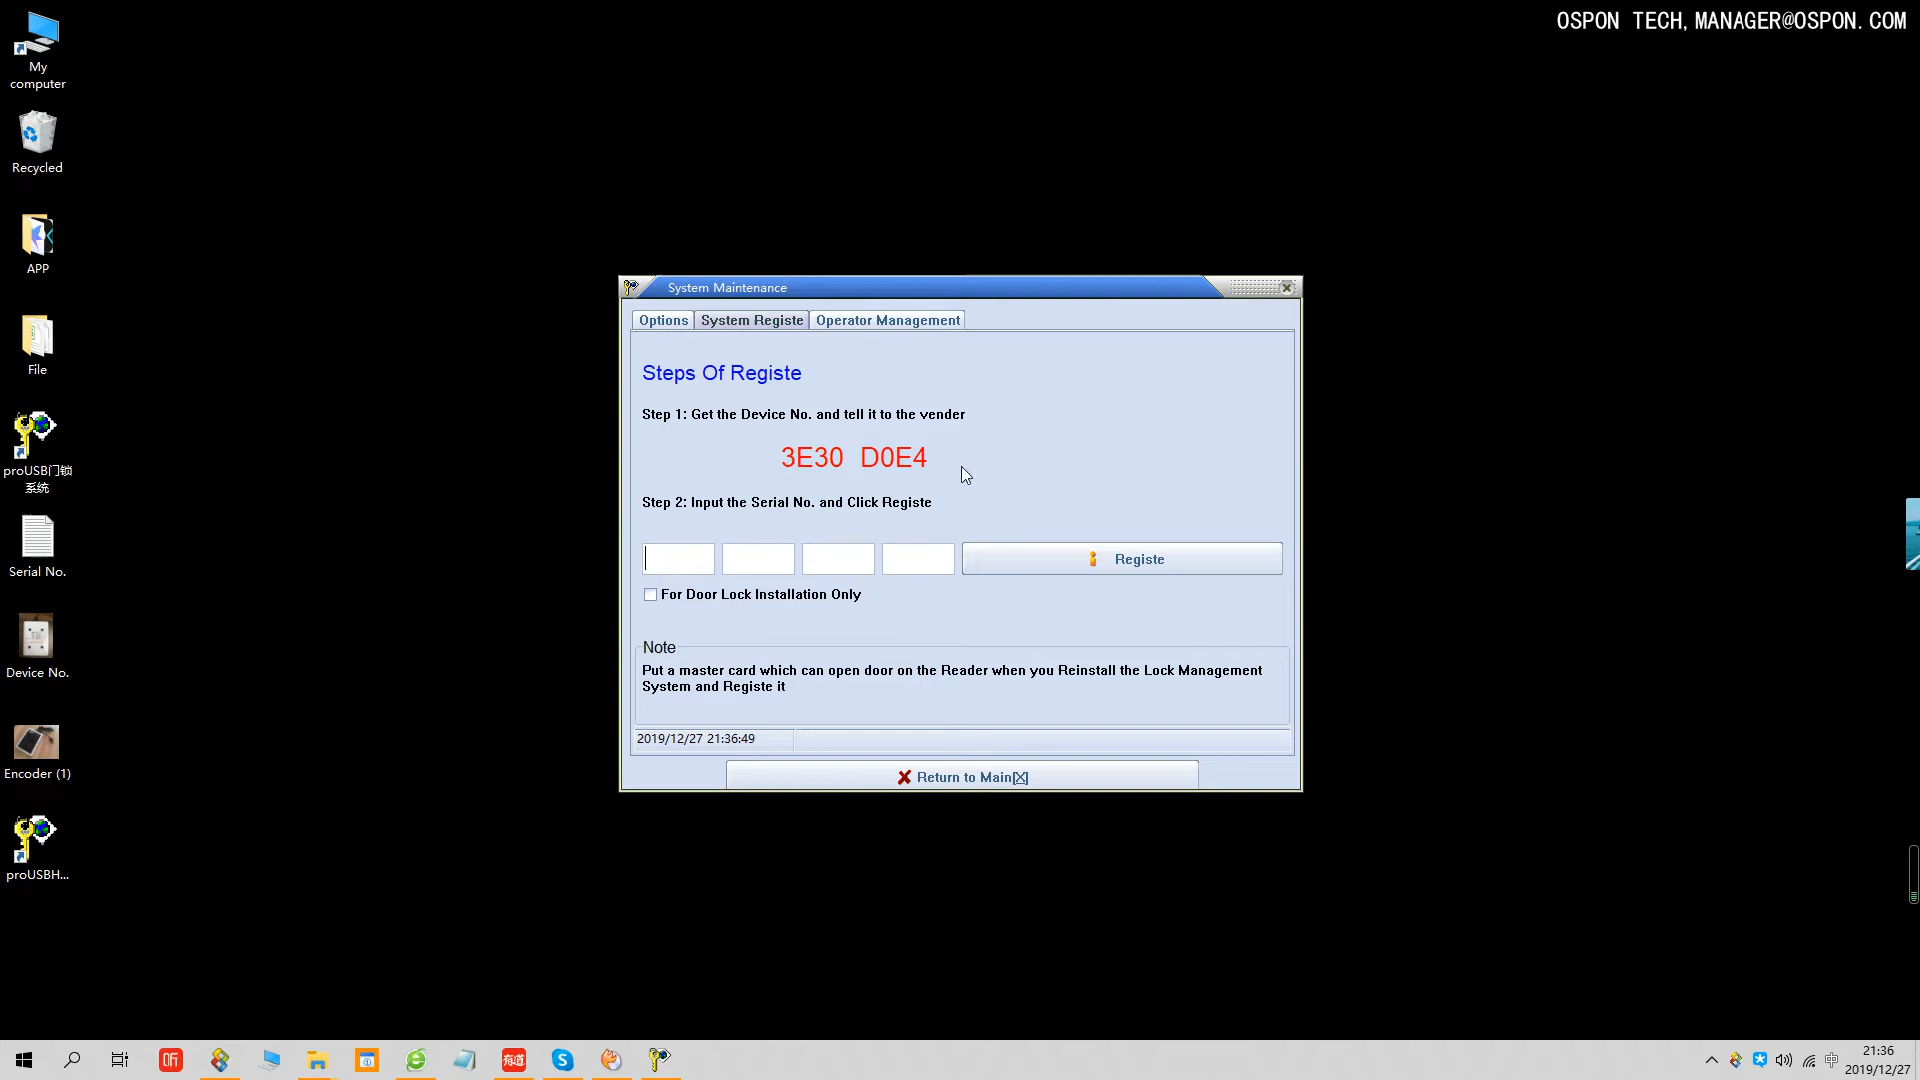 OSPON TECH,MANAGER@OSPON.COM
My
computer
Recycled
APP
File
proUSB门锁
系统
Serial No.
Device No.
Encoder (1)
proUSBH...
System Maintenance
Options System Registe Operator Management
Steps Of Registe
Step 1: Get the Device No. and tell it to the vender
3E30 D0E4
Step 2: Input the Serial No. and Click Registe
Registe
For Door Lock Installation Only
Note
Put a master card which can open door on the Reader when you Reinstall the Lock Management
System and Registe it
2019/12/27 21:36:49
Return to Main[X]
听
有道
S
中
21:36
2019/12/27